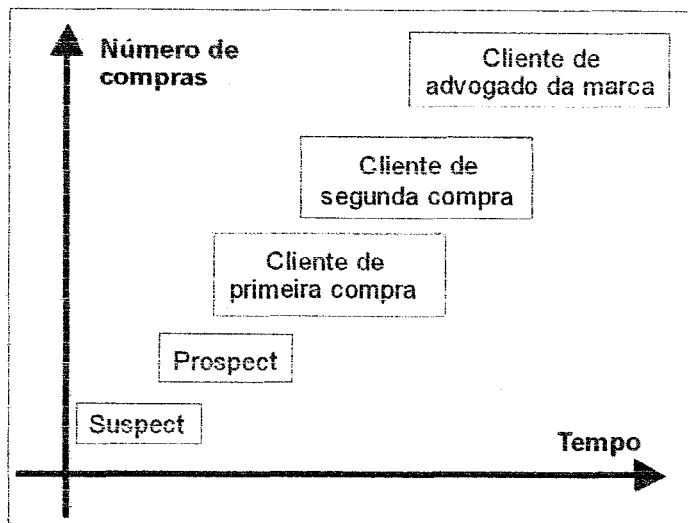 Número de
compras
Cliente de
advogado da marca
Cliente de
segunda compra
Cliente de
primeira compra
Prospect
Suspect
Tempo